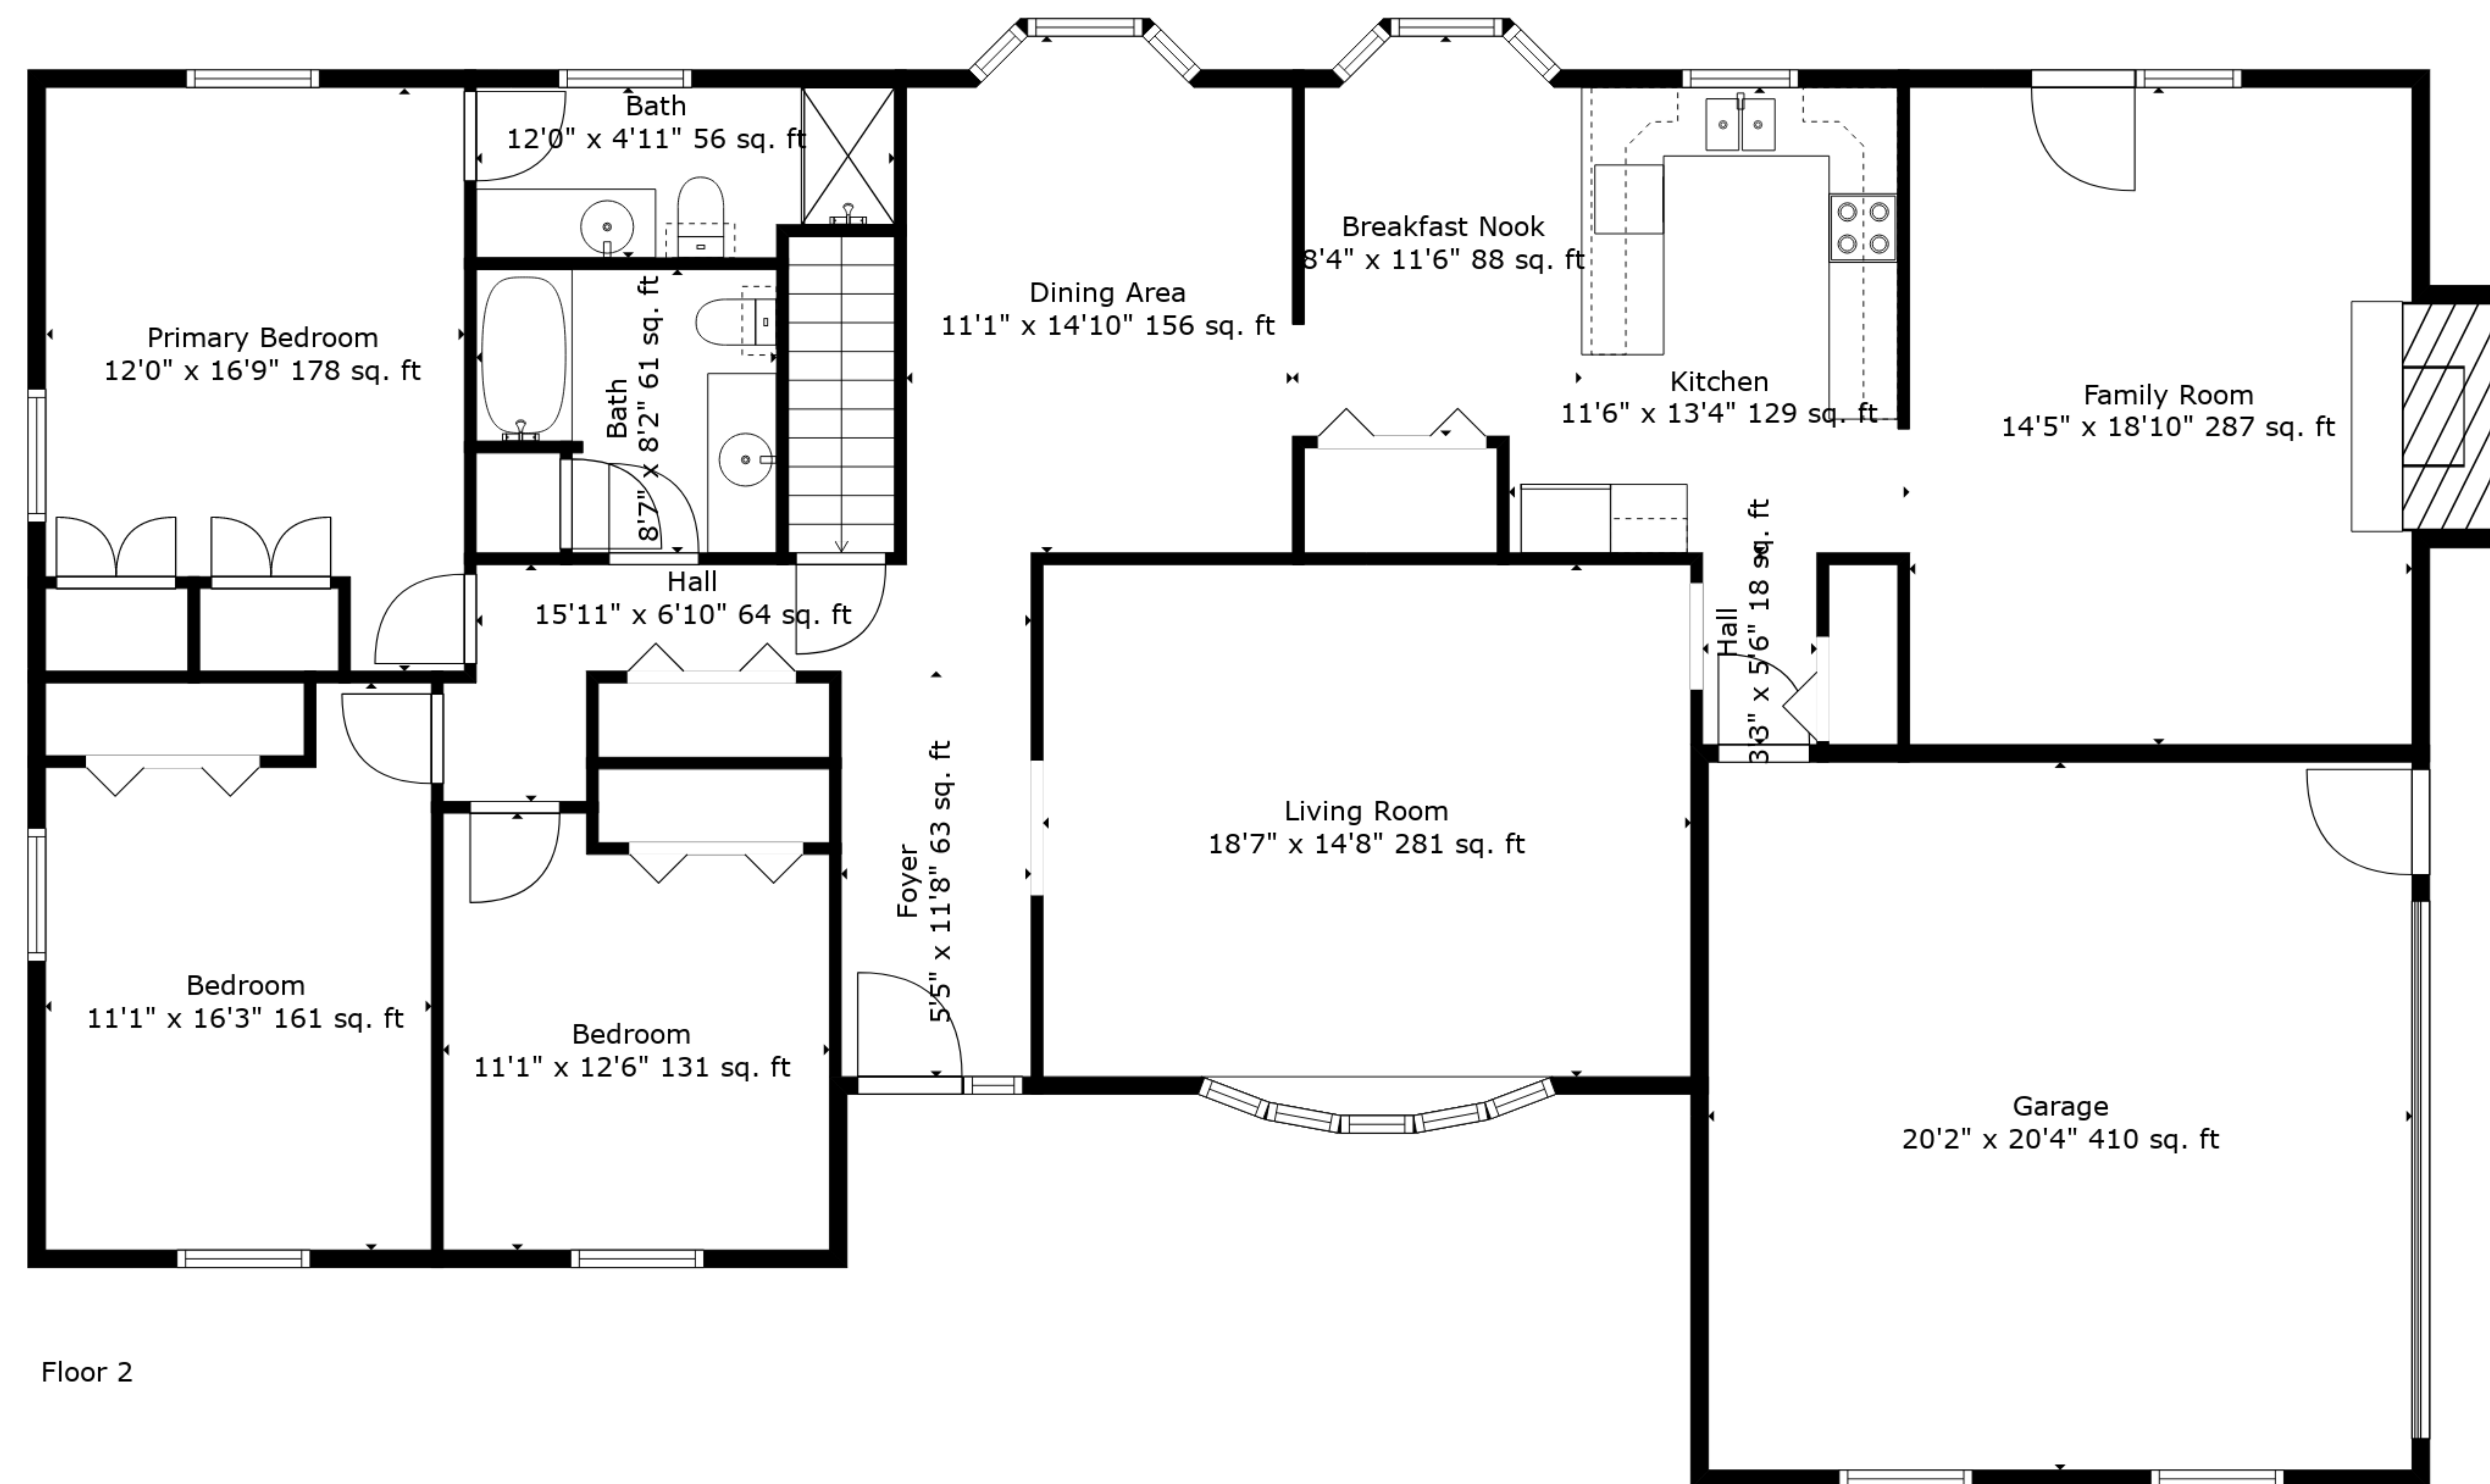 Bath
12'0" x 4'11" 56 sq. ft
Breakfast Nook
8'4" x 11'6" 88 sq. ft
Dining Area
11'1" x 14'10" 156 sq. ft
Primary Bedroom
12'0" x 16'9" 178 sq. ft
Bath
8'7" x 8'2" 61 sq. ft
Kitchen
11'6" x 13'4" 129 sq. ft
Family Room
14'5" x 18'10" 287 sq. ft
Hall
15'11" x 6'10" 64 sq. ft
Hall
3'3" x 5'6" 18 sq. ft
Living Room
18'7" x 14'8" 281 sq. ft
Foyer
5'5" x 11'8" 63 sq. ft
Bedroom
11'1" x 16'3" 161 sq. ft
Bedroom
11'1" x 12'6" 131 sq. ft
Garage
20'2" x 20'4" 410 sq. ft
Floor 2